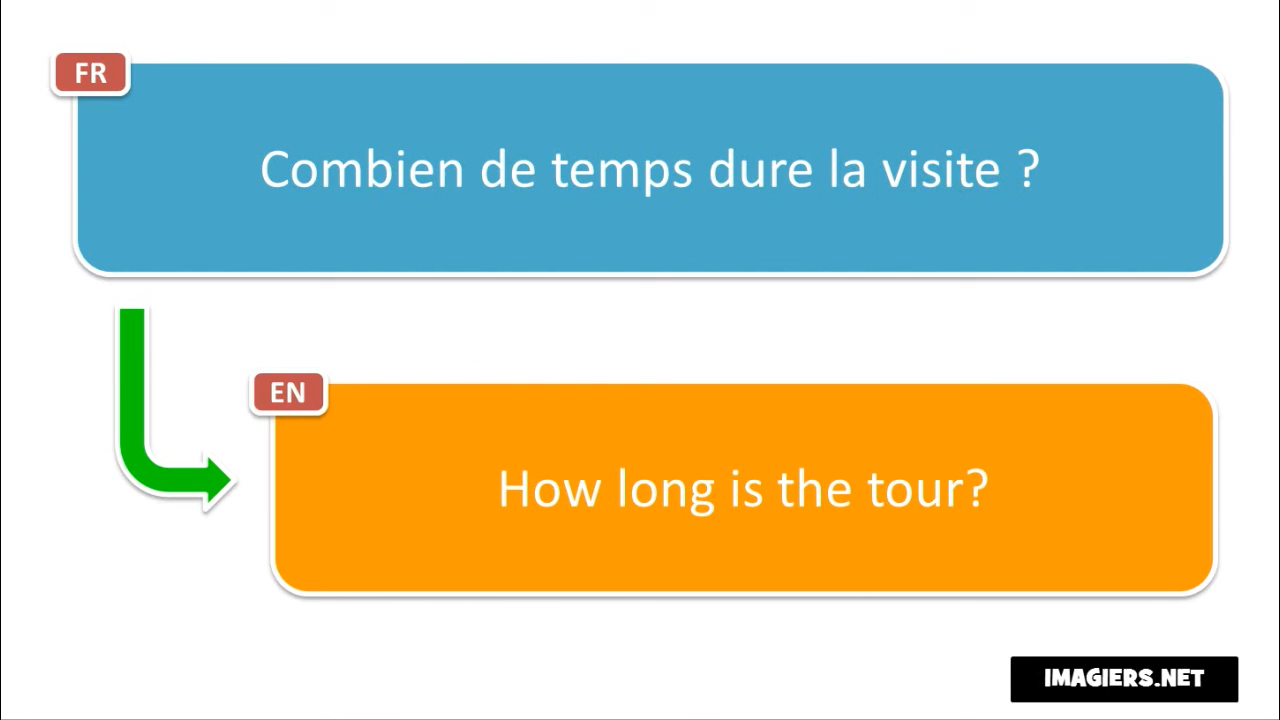 FR
Combien de temps dure la visite ?
EN
How long is the tour?
IMAGIERS.NET